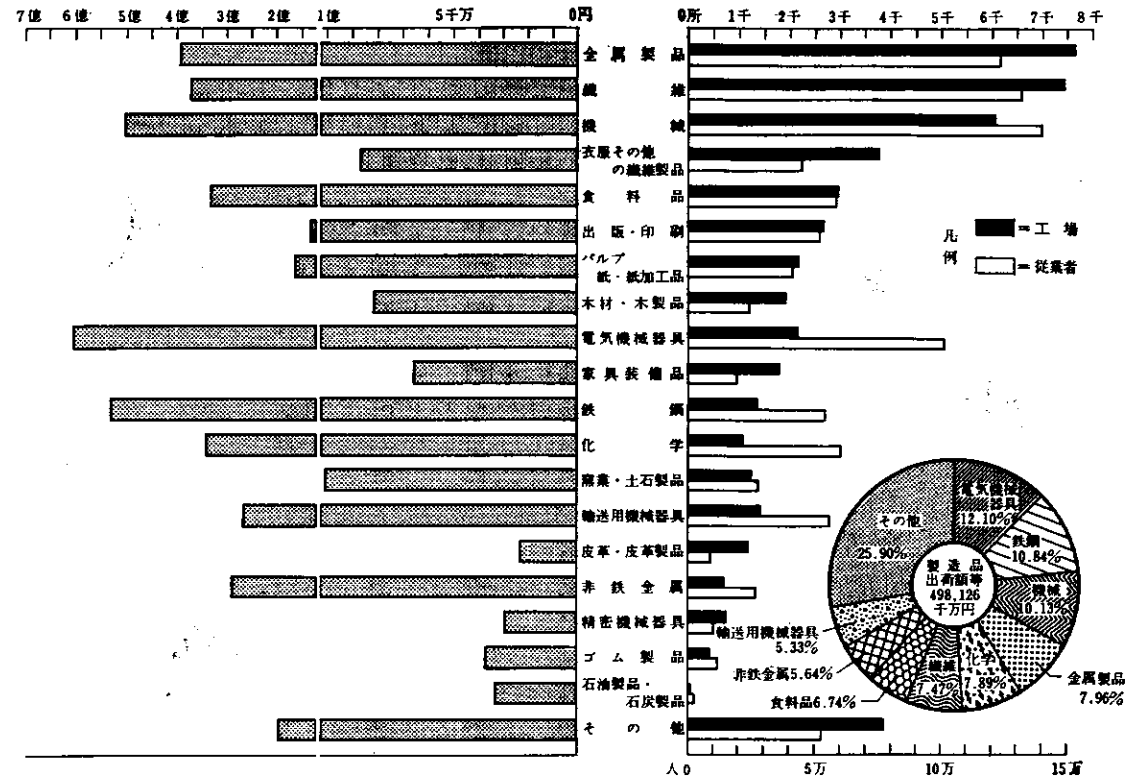 7億 6億 5億 4億 3億 2億 1億 5千万 0円
0所 1千 2千 3千 4千 5千 6千 7千 8千
金属製品
繊維
機械
衣服その他
の繊維製品
食料品
出版・印刷
パルプ
紙・紙加工品
木材・木製品
電気機械器具
家具装備品
鉄鋼
化学
窯業・土石製品
輸送用機械器具
皮革・皮革製品
非鉄金属
精密機械器具
ゴム製品
石油製品・
石炭製品
その他
凡例
=工場
=従業者
電気機械
器具
12.10%
鉄鋼
10.84%
機械
10.13%
金属製品
7.96%
化学
7.89%
繊維
7.47%
食料品6.74%
非鉄金属5.64%
輸送用機械器具
5.33%
その他
25.90%
製造品
出荷額等
498,126
千万円
人0 5万 10万 15万